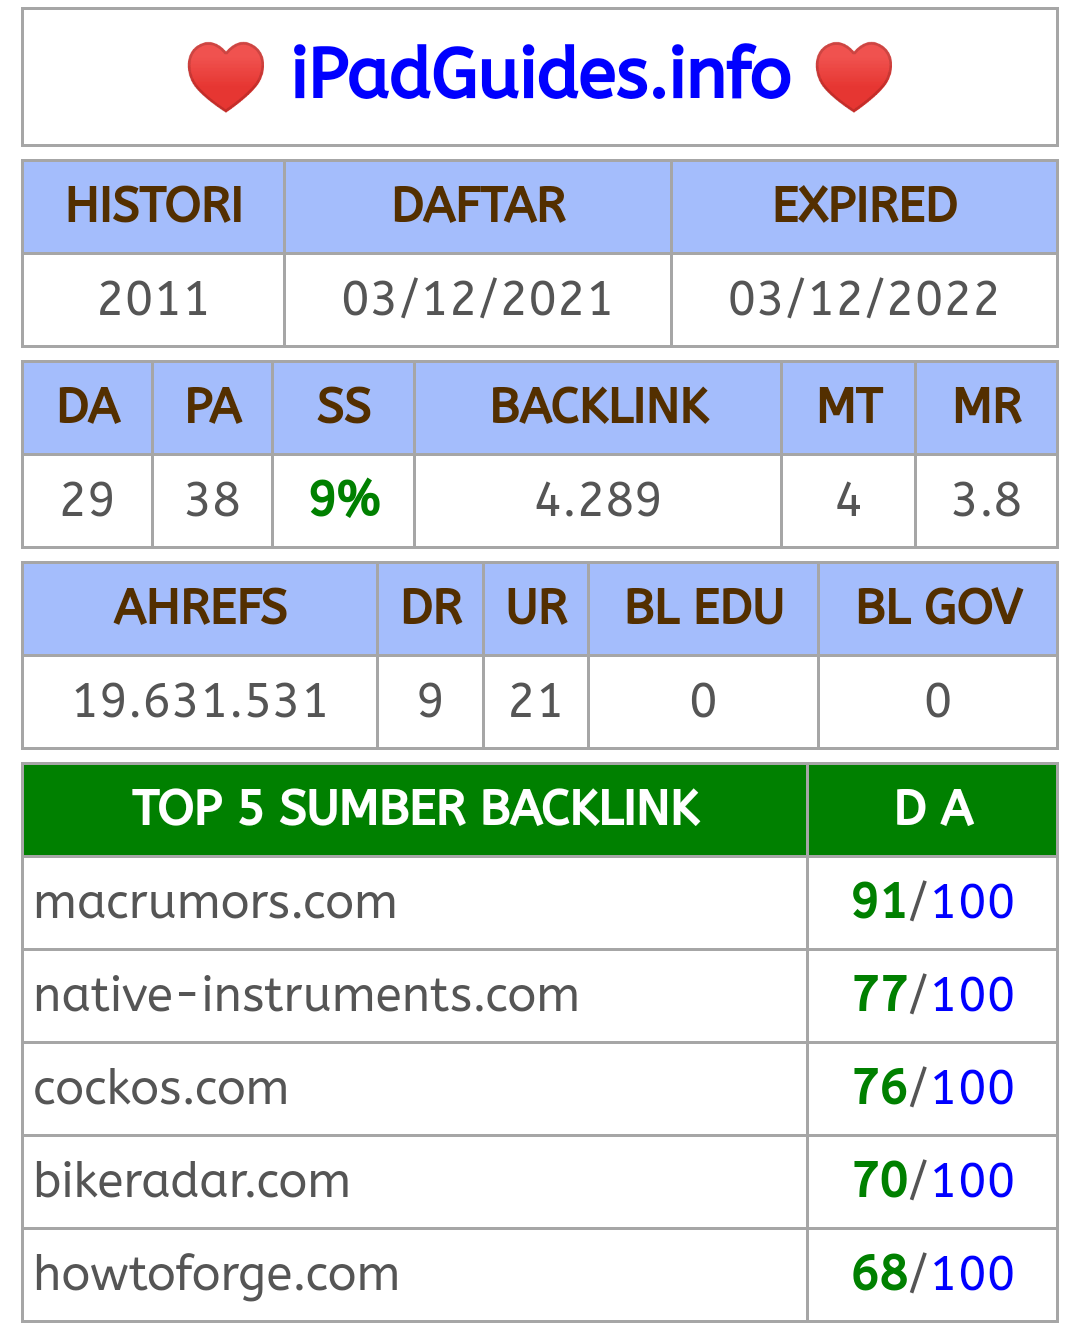 iPadGuides.info
HISTORI DAFTAR EXPIRED
2011 03/12/2021 03/12/2022
DA PA SS BACKLINK MT MR
29 38 9% 4.289 4 3.8
AHREFS DR UR BL EDU BL GOV
19.631.531 9 21 0 0
TOP 5 SUMBER BACKLINK D A
macrumors.com 91/100
native-instruments.com 77/100
cockos.com 76/100
bikeradar.com 70/100
howtoforge.com 68/100